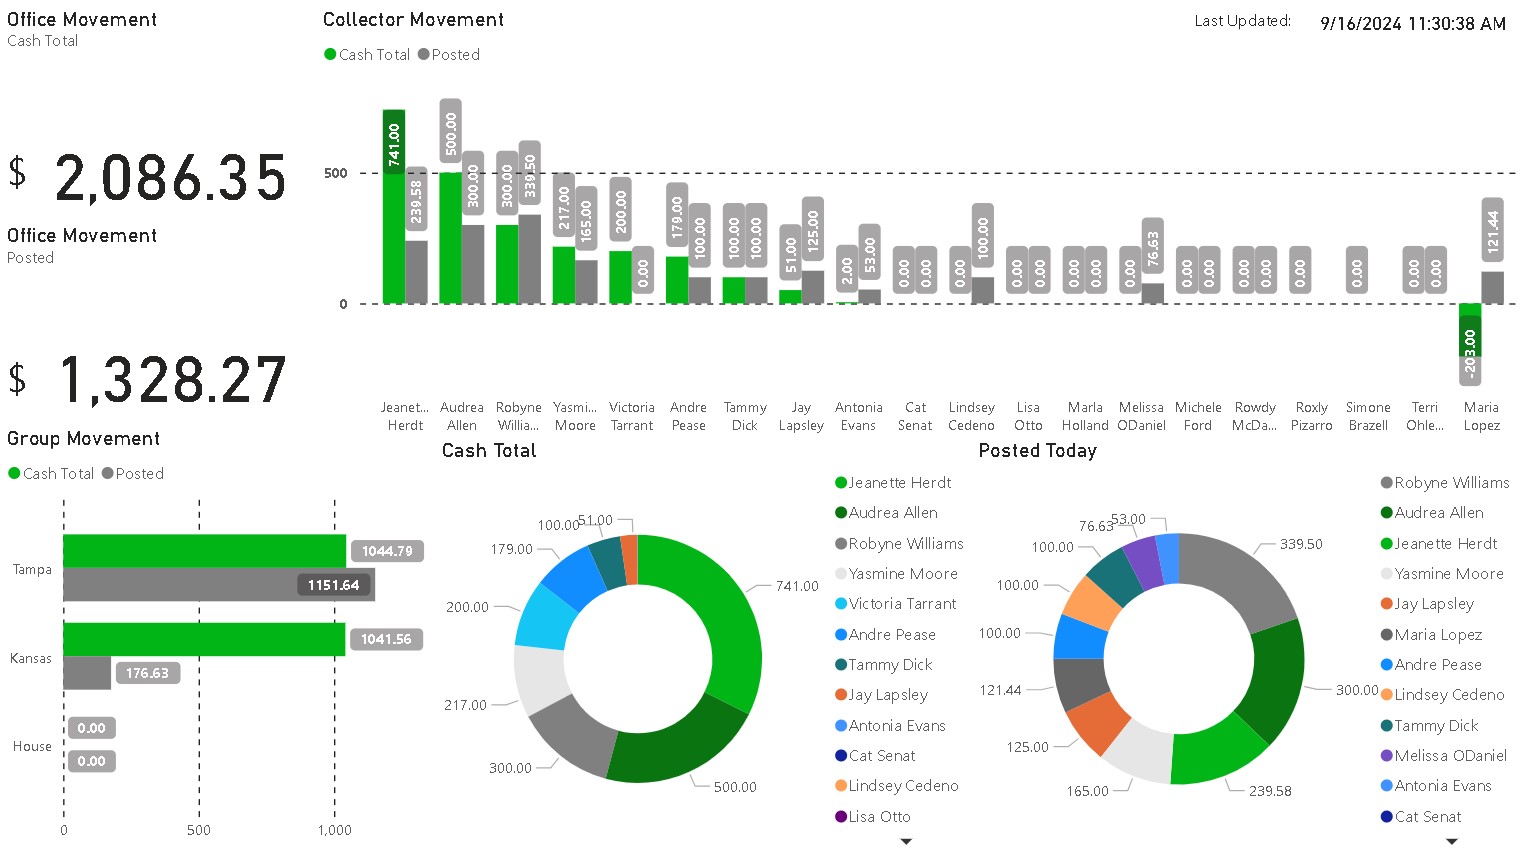 Office Movement
Cash Total
$ 2,086.35
Office Movement
Posted
$ 1,328.27
Collector Movement
Cash Total Posted
Last Updated: 9/16/2024 11:30:38 AM
500
0
741.00 239.58
500.00 300.00
300.00 339.50
217.00 165.00
200.00 0.00
179.00 100.00
100.00 100.00
51.00 125.00
2.00 53.00
0.00 0.00
0.00 100.00
0.00 0.00
0.00 0.00
0.00 76.63
0.00 0.00
0.00 0.00
0.00
0.00
0.00 0.00
-203.00 121.44
Jeanet... Herdt
Audrea Allen
Robyne Willia...
Yasmi... Moore
Victoria Tarrant
Andre Pease
Tammy Dick
Jay Lapsley
Antonia Evans
Cat Senat
Lindsey Cedeno
Lisa Otto
Marla Holland
Melissa ODaniel
Michele Ford
Rowdy McDa...
Roxly Pizarro
Simone Brazell
Terri Ohle...
Maria Lopez
Group Movement
Cash Total Posted
Tampa
1044.79
1151.64
Kansas
1041.56
176.63
House
0.00
0.00
0 500 1,000
Cash Total
741.00
500.00
300.00
217.00
200.00
179.00
100.00
51.00
Jeanette Herdt
Audrea Allen
Robyne Williams
Yasmine Moore
Victoria Tarrant
Andre Pease
Tammy Dick
Jay Lapsley
Antonia Evans
Cat Senat
Lindsey Cedeno
Lisa Otto
Posted Today
339.50
300.00
239.58
165.00
125.00
121.44
100.00
100.00
100.00
76.63
53.00
Robyne Williams
Audrea Allen
Jeanette Herdt
Yasmine Moore
Jay Lapsley
Maria Lopez
Andre Pease
Lindsey Cedeno
Tammy Dick
Melissa ODaniel
Antonia Evans
Cat Senat